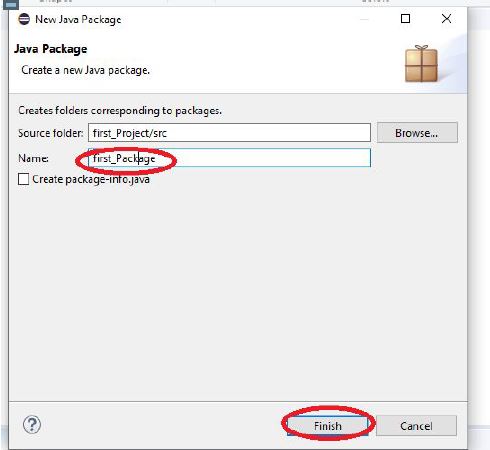 New Java Package
Java Package
Create a new Java package.
Creates folders corresponding to packages.
Source folder: first_Project/src Browse...
Name: first_Package
Create package-info.java
? Finish Cancel